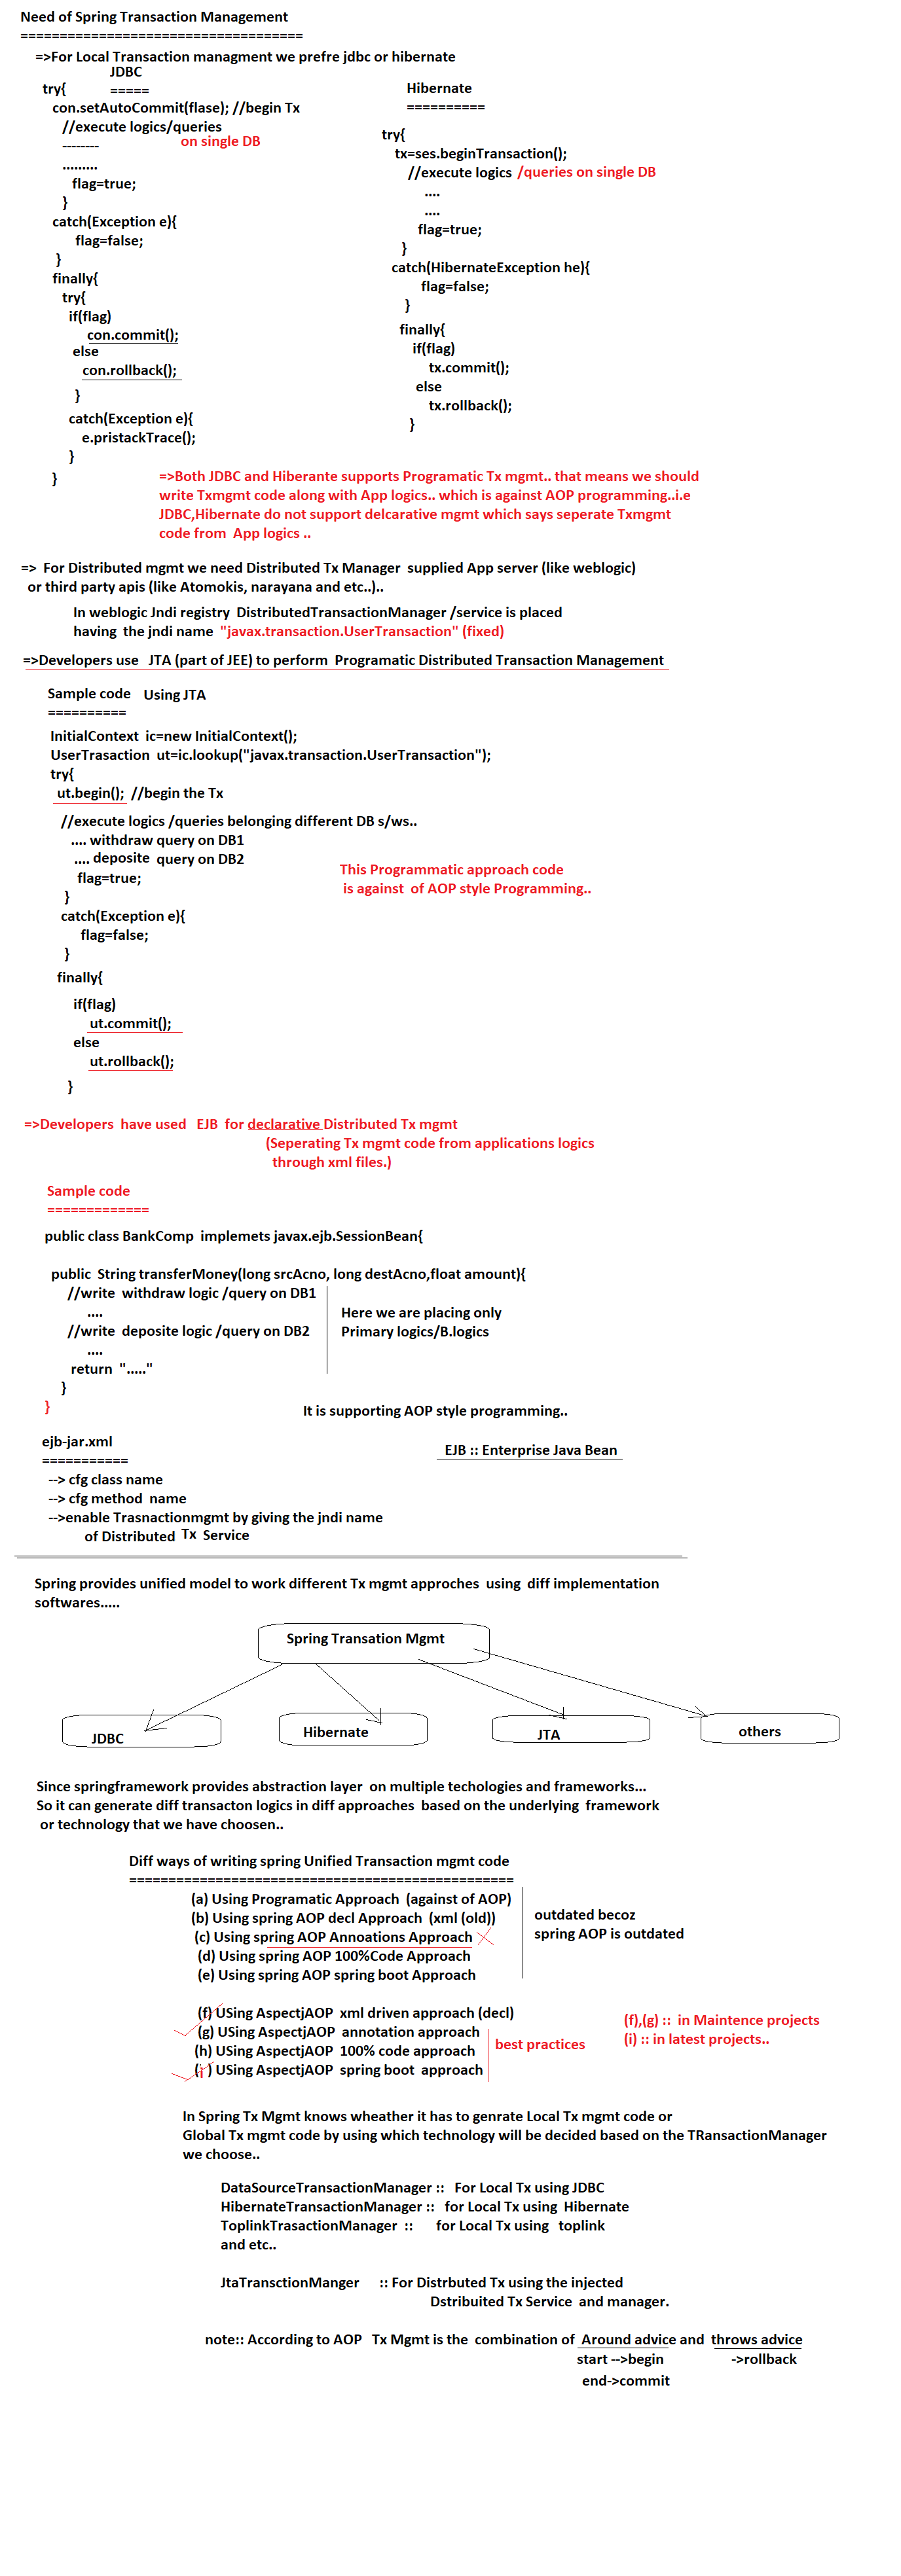 Need of Spring Transaction Management
====================================
=>For Local Transaction managment we prefre jdbc or hibernate
JDBC
=====
try{
con.setAutoCommit(flase); //begin Tx
//execute logics/queries
-------- on single DB
.........
flag=true;
}
catch(Exception e){
flag=false;
}
finally{
try{
if(flag)
con.commit();
else
con.rollback();
}
catch(Exception e){
e.pristackTrace();
}
}
Hibernate
==========
try{
tx=ses.beginTransaction();
//execute logics /queries on single DB
....
....
flag=true;
}
catch(HibernateException he){
flag=false;
}
finally{
if(flag)
tx.commit();
else
tx.rollback();
}
=>Both JDBC and Hiberante supports Programatic Tx mgmt.. that means we should
write Txmgmt code along with App logics.. which is against AOP programming..i.e
JDBC,Hibernate do not support delcarative mgmt which says seperate Txmgmt
code from App logics ..
=> For Distributed mgmt we need Distributed Tx Manager supplied App server (like weblogic)
or third party apis (like Atomokis, narayana and etc..)..
In weblogic Jndi registry DistributedTransactionManager /service is placed
having the jndi name "javax.transaction.UserTransaction" (fixed)
=>Developers use JTA (part of JEE) to perform Programatic Distributed Transaction Management
Sample code Using JTA
==========
InitialContext ic=new InitialContext();
UserTrasaction ut=ic.lookup("javax.transaction.UserTransaction");
try{
ut.begin(); //begin the Tx
//execute logics /queries belonging different DB s/ws..
.... withdraw query on DB1
.... deposite query on DB2
flag=true;
}
catch(Exception e){
flag=false;
}
finally{
if(flag)
ut.commit();
else
ut.rollback();
}
This Programmatic approach code
is against of AOP style Programming..
=>Developers have used EJB for declarative Distributed Tx mgmt
(Seperating Tx mgmt code from applications logics
through xml files.)
Sample code
=============
public class BankComp implemets javax.ejb.SessionBean{
public String transferMoney(long srcAcno, long destAcno,float amount){
//write withdraw logic /query on DB1
....
//write deposite logic /query on DB2
....
return "....."
}
}
Here we are placing only
Primary logics/B.logics
It is supporting AOP style programming..
ejb-jar.xml
===========
EJB :: Enterprise Java Bean
--> cfg class name
--> cfg method name
-->enable Trasnactionmgmt by giving the jndi name
of Distributed Tx Service
Spring provides unified model to work different Tx mgmt approches using diff implementation
softwares.....
Spring Transation Mgmt
JDBC
Hibernate
JTA
others
Since springframework provides abstraction layer on multiple techologies and frameworks...
So it can generate diff transacton logics in diff approaches based on the underlying framework
or technology that we have choosen..
Diff ways of writing spring Unified Transaction mgmt code
=================================================
(a) Using Programatic Approach (against of AOP)
(b) Using spring AOP decl Approach (xml (old))
(c) Using spring AOP Annoations Approach
(d) Using spring AOP 100%Code Approach
(e) Using spring AOP spring boot Approach
outdated becoz
spring AOP is outdated
(f) USing AspectjAOP xml driven approach (decl)
(g) USing AspectjAOP annotation approach
(h) USing AspectjAOP 100% code approach
(i ) USing AspectjAOP spring boot approach
best practices
(f),(g) :: in Maintence projects
(i) :: in latest projects..
In Spring Tx Mgmt knows wheather it has to genrate Local Tx mgmt code or
Global Tx mgmt code by using which technology will be decided based on the TRansactionManager
we choose..
DataSourceTransactionManager :: For Local Tx using JDBC
HibernateTransactionManager :: for Local Tx using Hibernate
ToplinkTrasactionManager :: for Local Tx using toplink
and etc..
JtaTransctionManger :: For Distrbuted Tx using the injected
Dstribuited Tx Service and manager.
note:: According to AOP Tx Mgmt is the combination of Around advice and throws advice
start -->begin ->rollback
end->commit